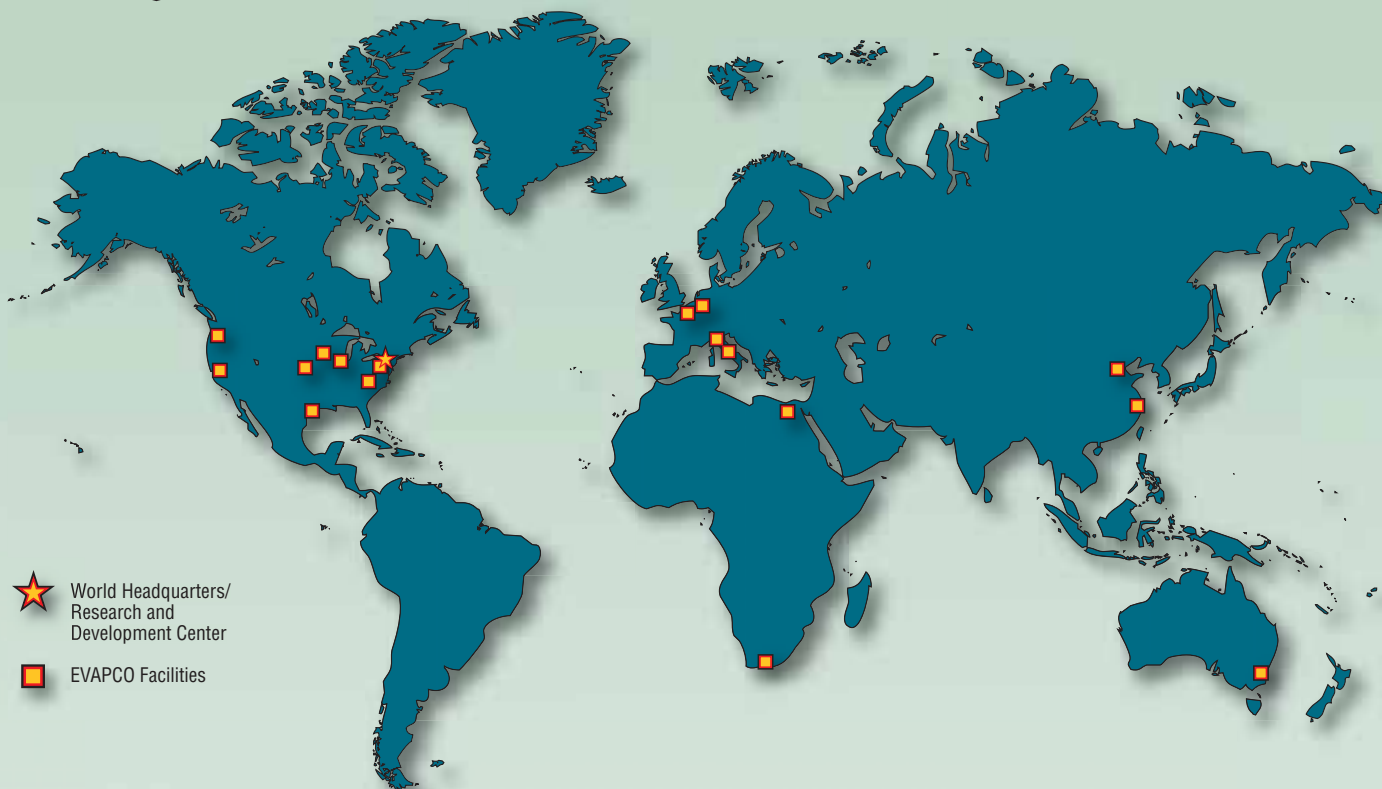 World Headquarters/
Research and
Development Center
EVAPCO Facilities